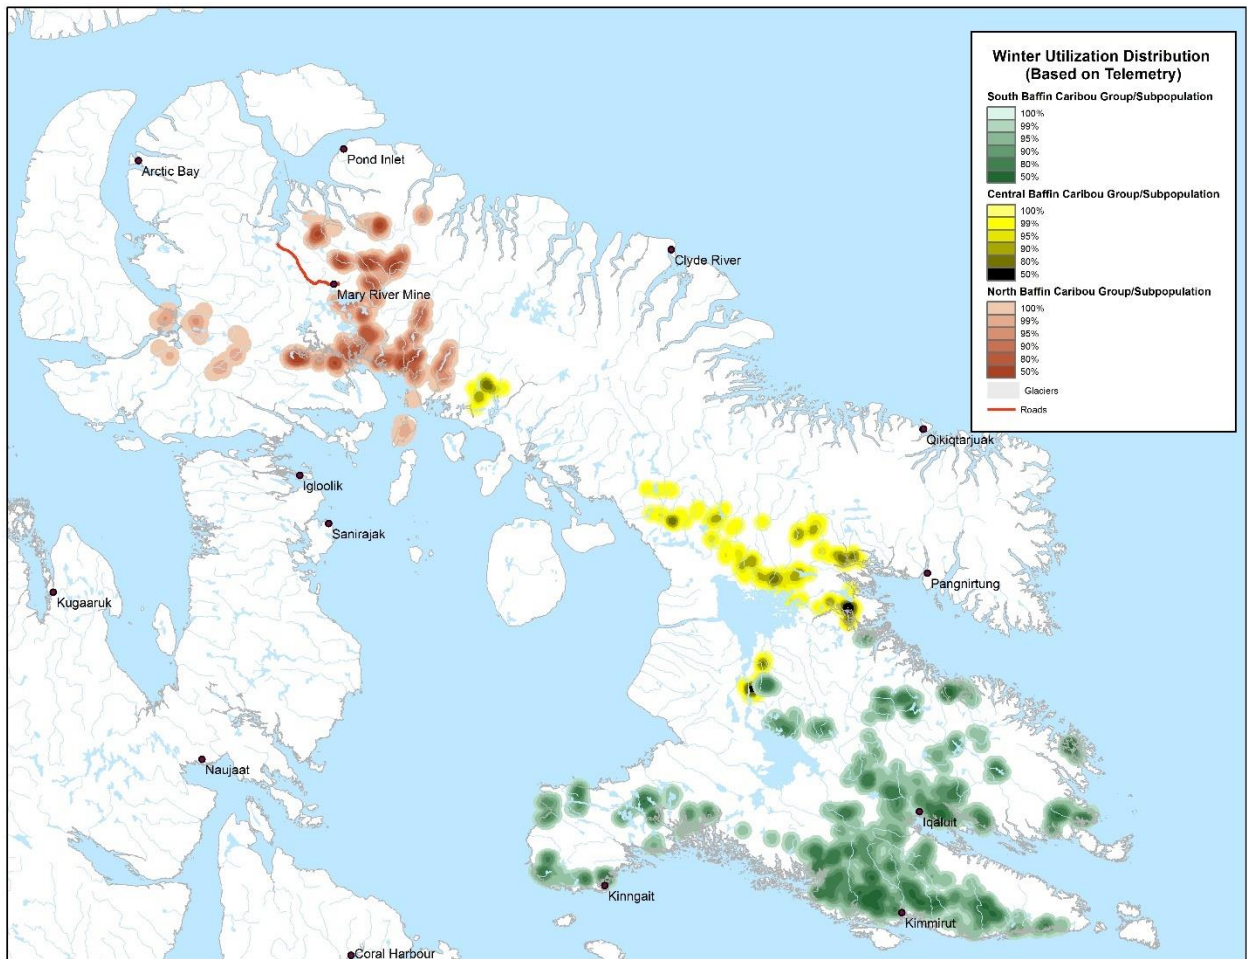 Winter Utilization Distribution
(Based on Telemetry)
South Baffin Caribou Group/Subpopulation
100%
99%
95%
90%
80%
50%
Central Baffin Caribou Group/Subpopulation
100%
99%
95%
90%
80%
50%
North Baffin Caribou Group/Subpopulation
100%
99%
95%
90%
80%
50%
Glaciers
Roads
Pond Inlet
Arctic Bay
Clyde River
Mary River Mine
Qikiqtarjuak
Igloolik
Sanirajak
Pangnirtung
Kugaaruk
Naujaat
Iqaluit
Kinngait
Kimmirut
Coral Harbour